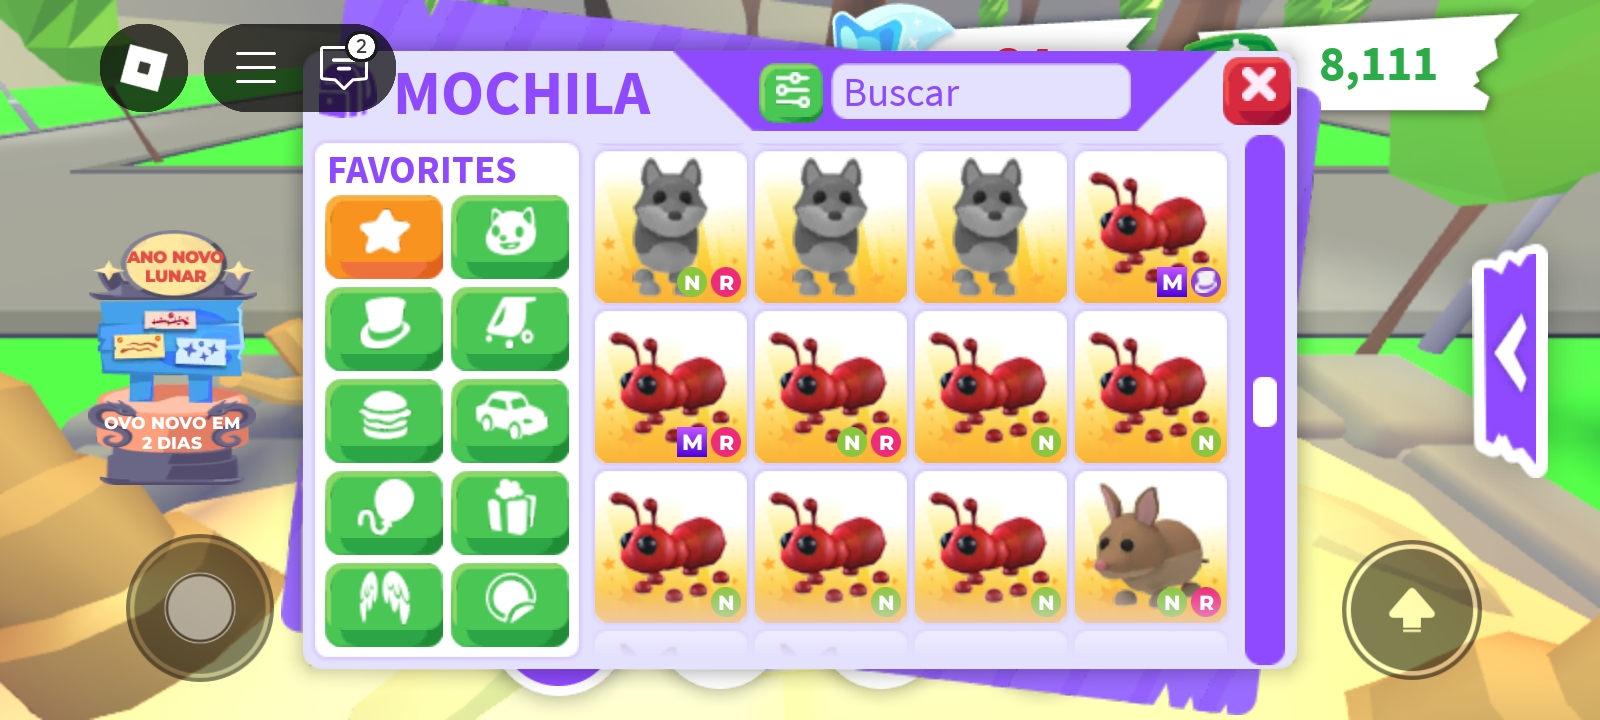 2
MOCHILA
Buscar
8,111
FAVORITES
N R
M
M R
N R
N
N
N
N
N
N R
ANO NOVO
LUNAR
OVO NOVO EM
2 DIAS